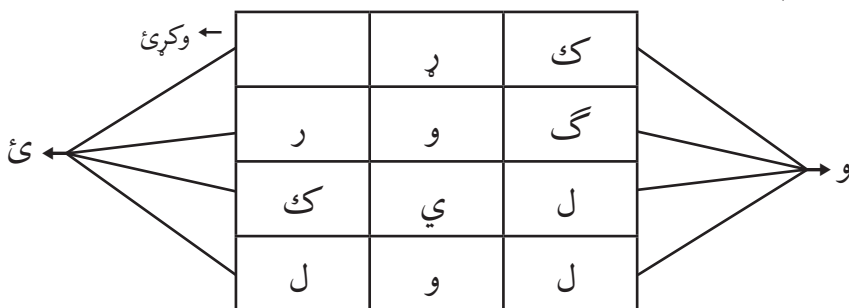 ← وکړئ
ک ړ
گ و ر
ل ي ک
ل و ل
و
ئ